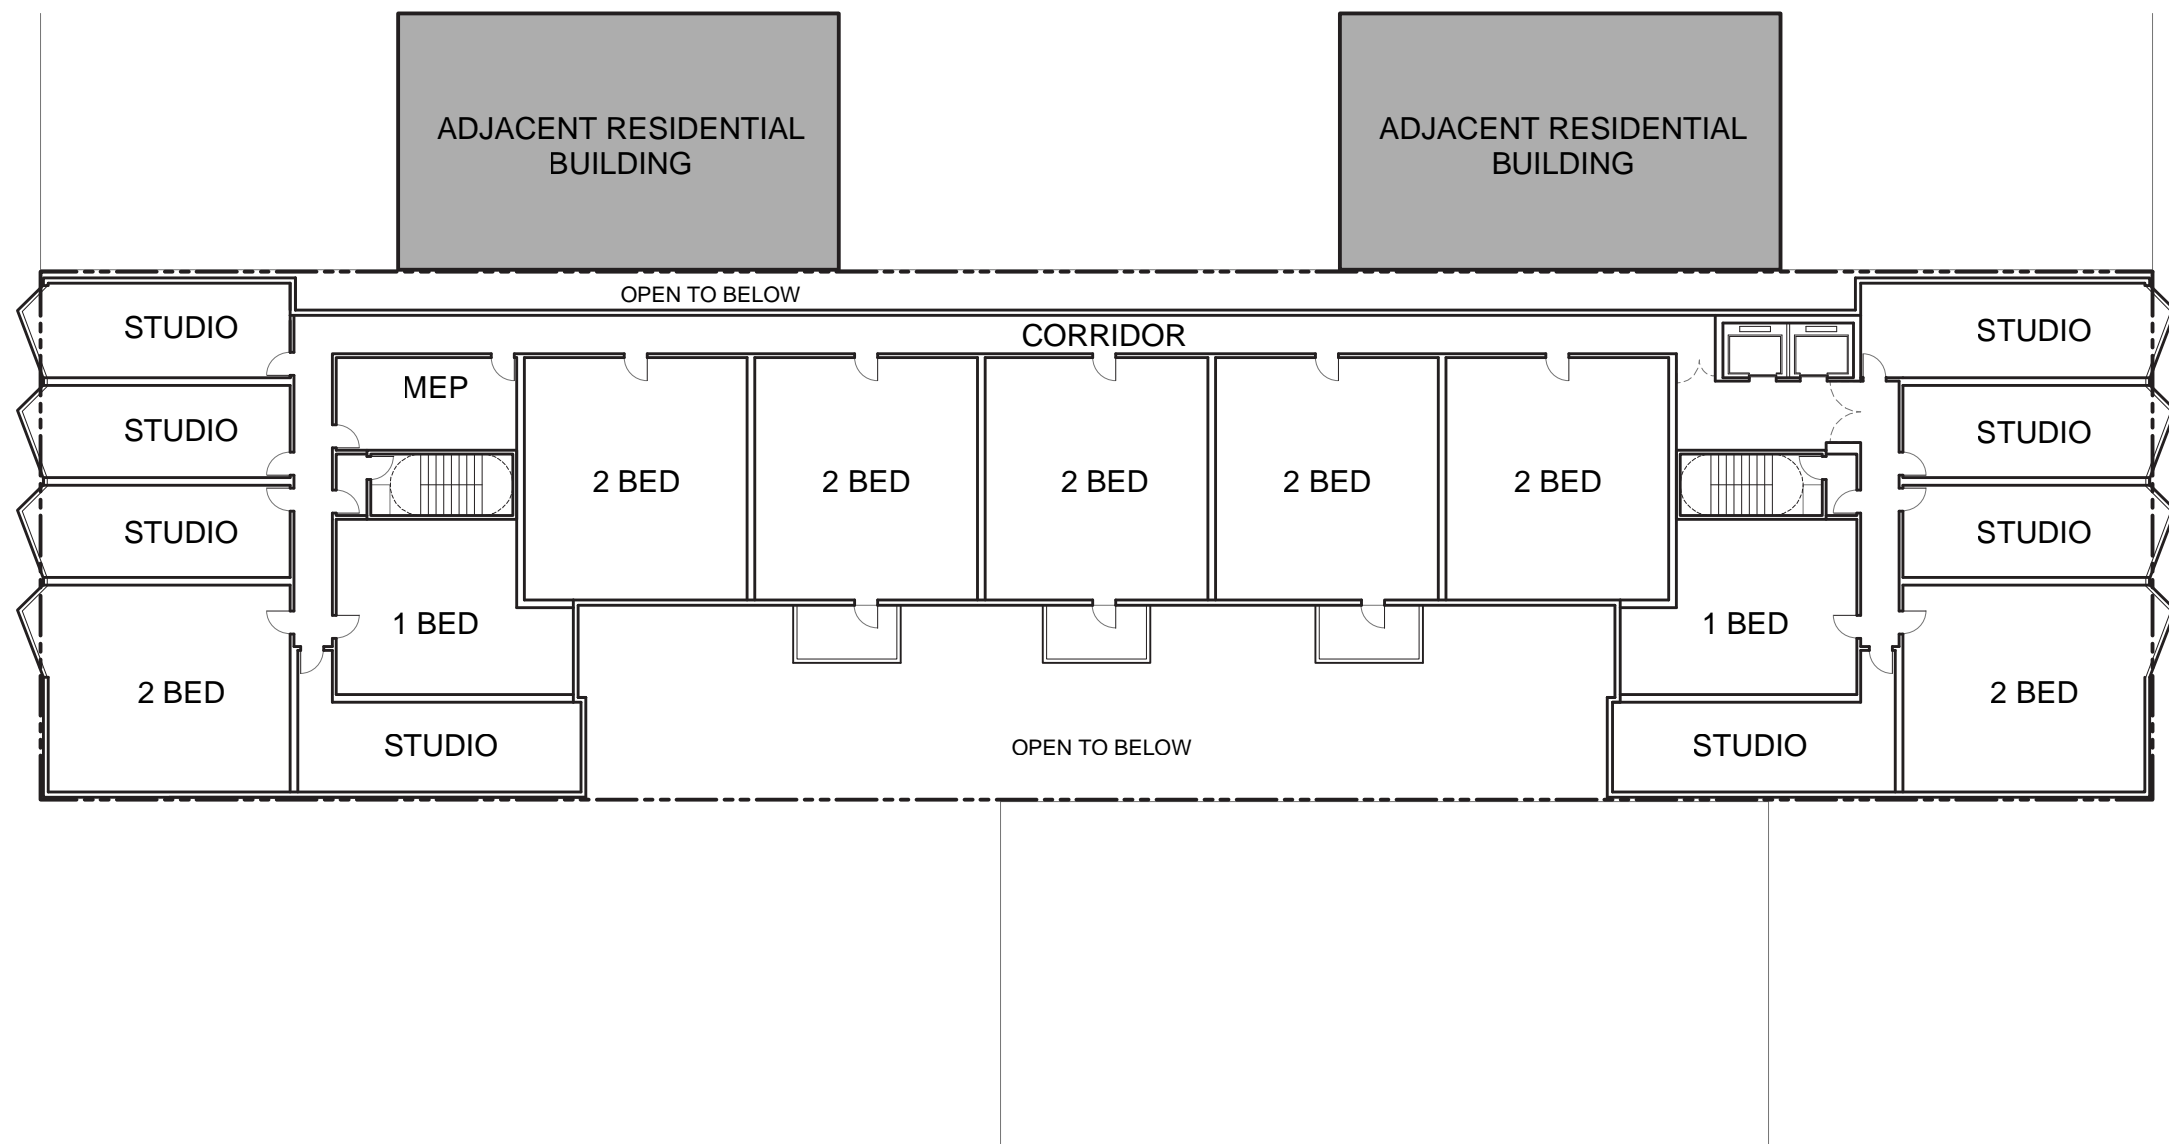 ADJACENT RESIDENTIAL
BUILDING
ADJACENT RESIDENTIAL
BUILDING
OPEN TO BELOW
CORRIDOR
STUDIO
STUDIO
MEP
STUDIO
STUDIO
2 BED
2 BED
2 BED
2 BED
2 BED
STUDIO
STUDIO
1 BED
1 BED
2 BED
2 BED
STUDIO
STUDIO
OPEN TO BELOW